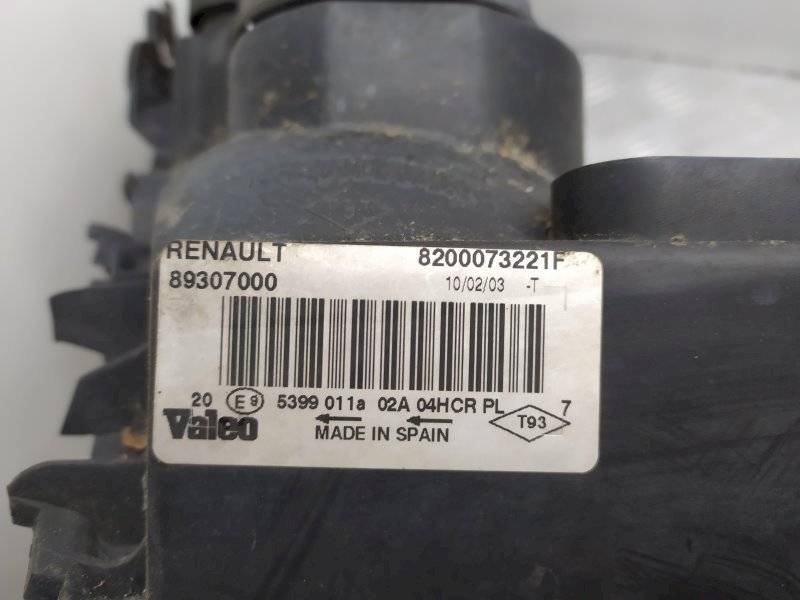 RENAULT 8200073221F
89307000 10/02/03 -T
20 E9 5399 011a 02A 04HCR PL 7
Valeo MADE IN SPAIN T93